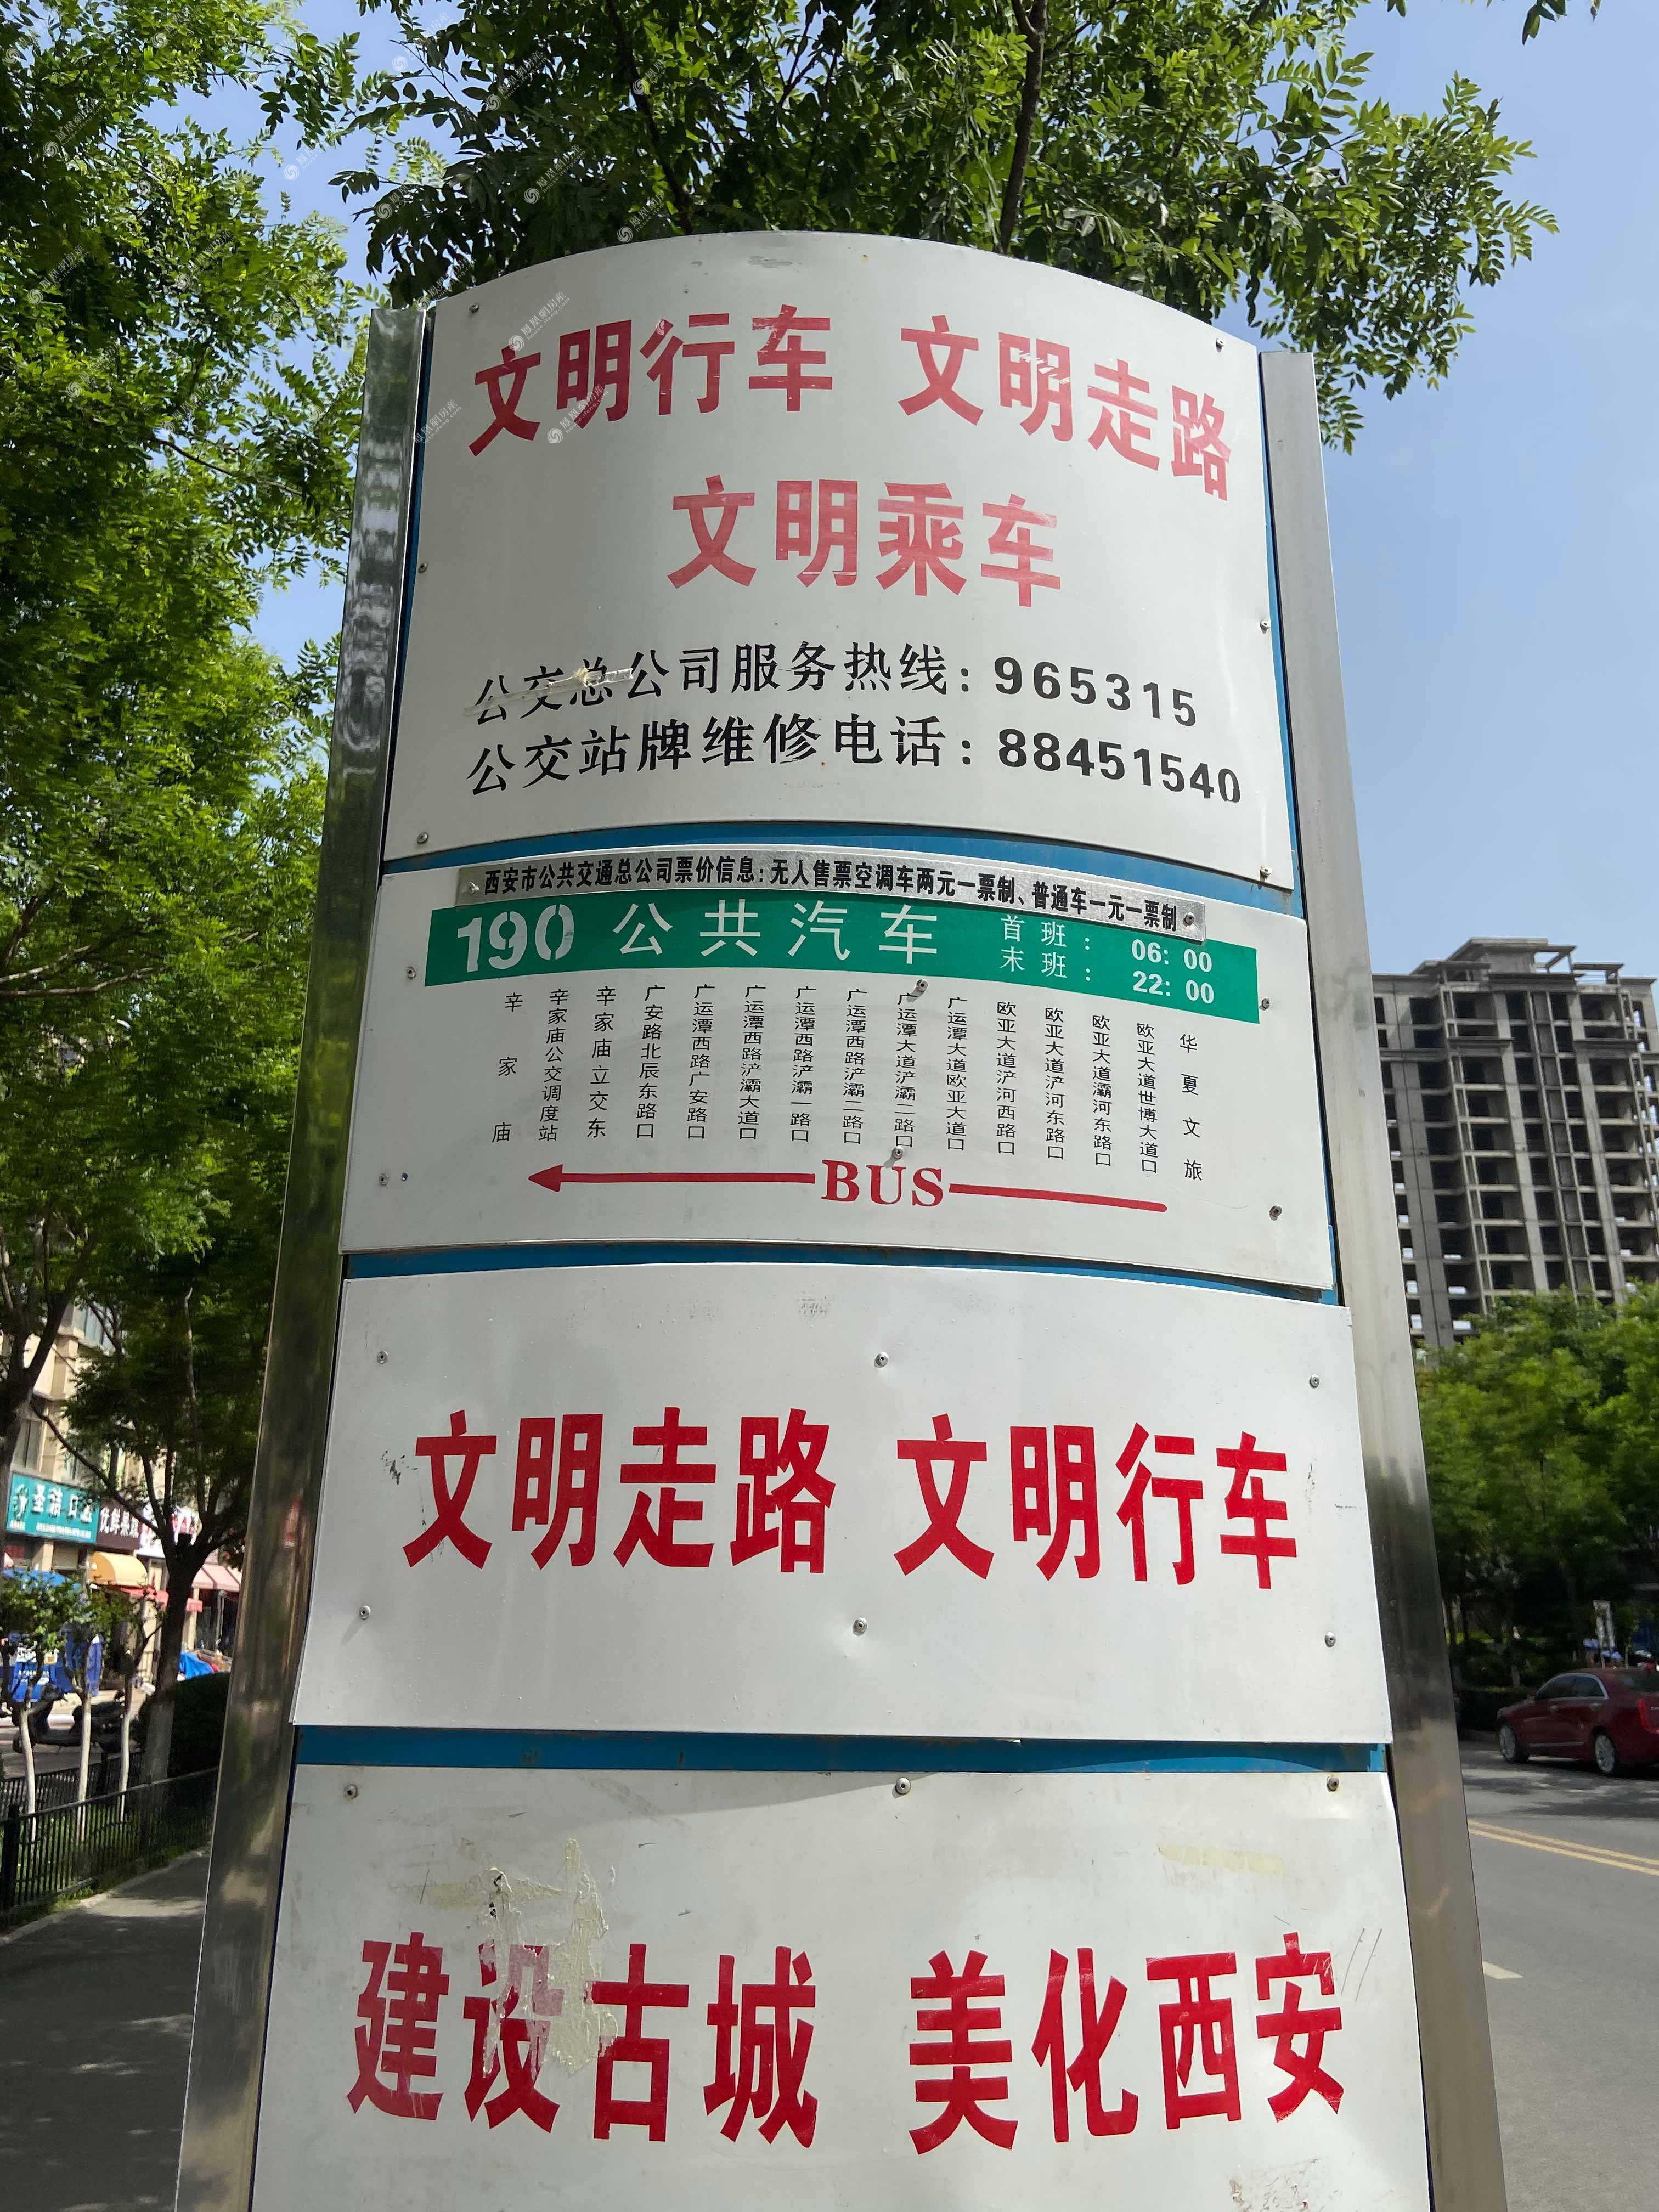 文明行车 文明走路
文明乘车
公交总公司服务热线：965315
公交站牌维修电话：88451540
西安市公共交通总公司票价信息：无人售票空调车两元一票制、普通车一元一票制
190 公共汽车
首班： 06：00
末班： 22：00
辛家庙
辛家庙公交调度站
辛家庙立交东
广安路北辰东路口
广运潭西路广安路口
广运潭西路浐灞大道口
广运潭西路浐灞一路口
广运潭西路浐灞二路口
广运潭大道浐灞二路口
广运潭大道欧亚大道口
欧亚大道浐河西路口
欧亚大道浐河东路口
欧亚大道灞河东路口
欧亚大道世博大道口
华夏文旅
BUS
文明走路 文明行车
建设古城 美化西安
凤凰网房产